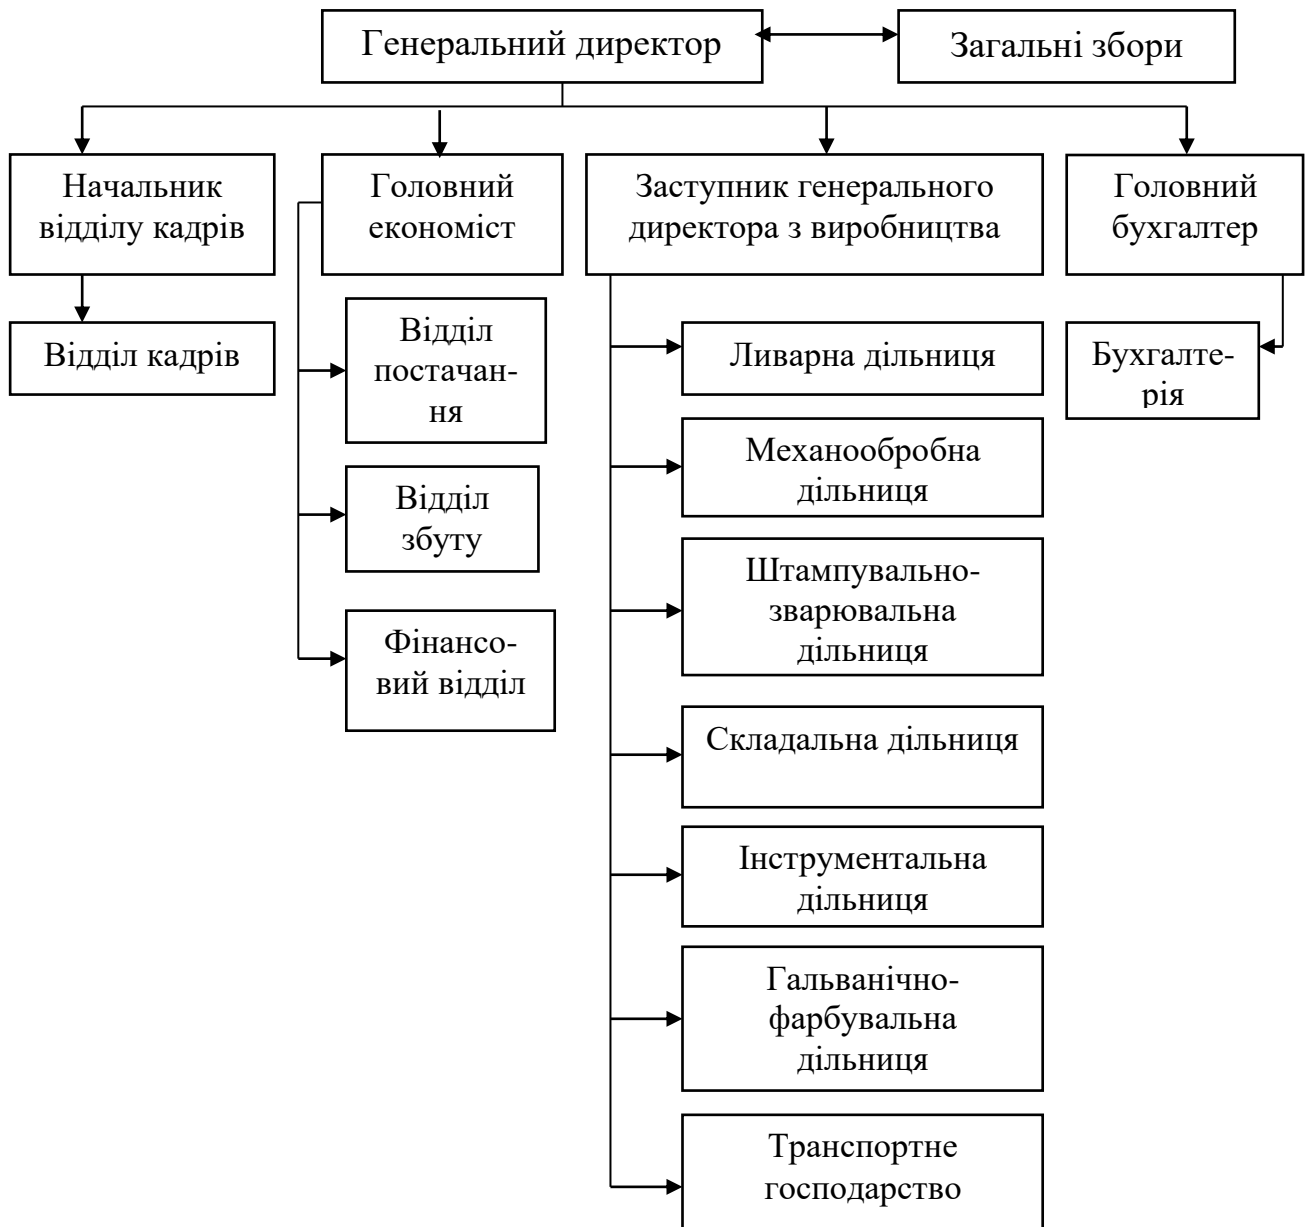 Генеральний директор
Загальні збори
Начальник
відділу кадрів
Головний
економіст
Заступник генерального
директора з виробництва
Головний
бухгалтер
Відділ кадрів
Відділ
постачан-
ня
Відділ
збуту
Фінансо-
вий відділ
Ливарна дільниця
Механообробна
дільниця
Штампувально-
зварювальна
дільниця
Складальна дільниця
Інструментальна
дільниця
Гальванічно-
фарбувальна
дільниця
Транспортне
господарство
Бухгалте-
рія